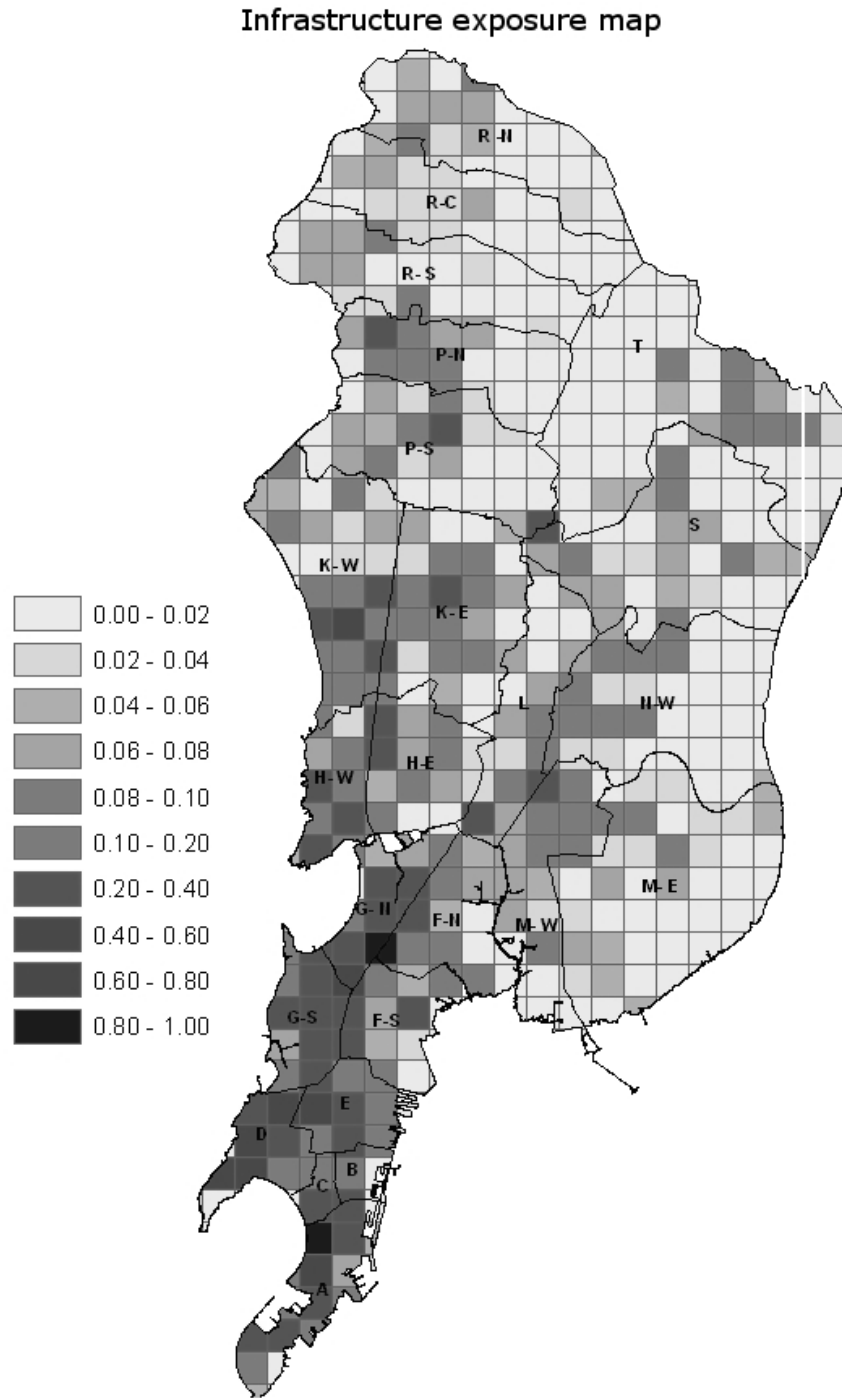 Infrastructure exposure map
R-N
R-C
R-S
T
P-N
P-S
S
K-W
K-E
0.00 - 0.02
0.02 - 0.04
0.04 - 0.06
0.06 - 0.08
0.08 - 0.10
0.10 - 0.20
0.20 - 0.40
0.40 - 0.60
0.60 - 0.80
0.80 - 1.00
L
N-W
H-W
H-E
M-E
G-N
F-N
M-W
G-S
F-S
E
D
B
C
A